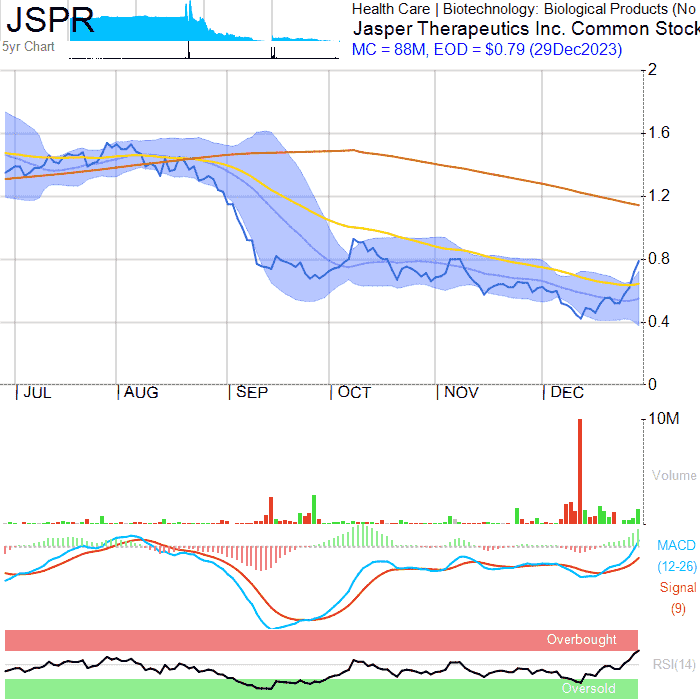 JSPR
5yr Chart
Health Care | Biotechnology: Biological Products (No
Jasper Therapeutics Inc. Common Stock
MC = 88M, EOD = $0.79 (29Dec2023)
2
1.6
1.2
0.8
0.4
0
JUL AUG SEP OCT NOV DEC
10M
Volume
MACD
(12-26)
Signal
(9)
Overbought
RSI(14)
Oversold